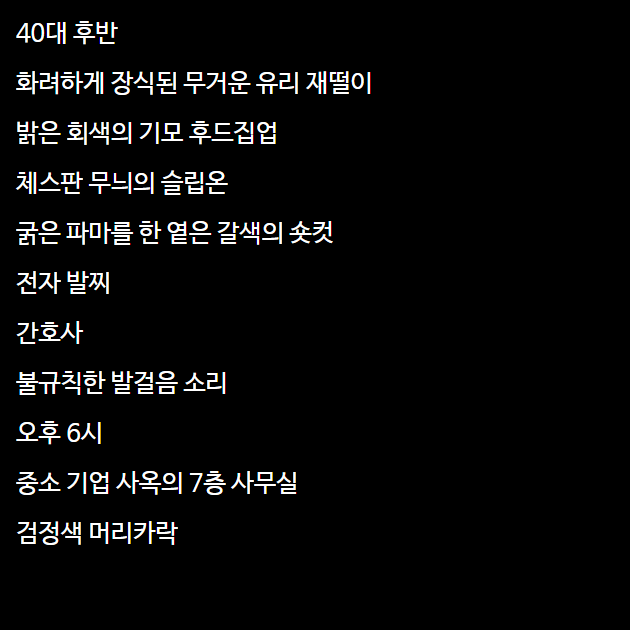 40대 후반
화려하게 장식된 무거운 유리 재떨이
밝은 회색의 기모 후드집업
체스판 무늬의 슬립온
굵은 파마를 한 옅은 갈색의 숏컷
전자 발찌
간호사
불규칙한 발걸음 소리
오후 6시
중소 기업 사옥의 7층 사무실
검정색 머리카락